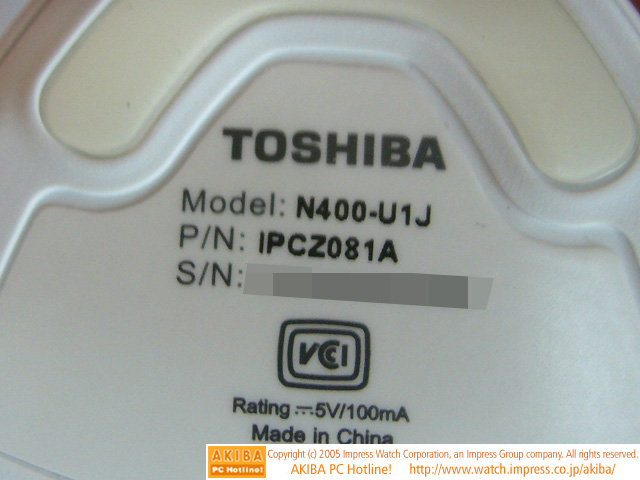 TOSHIBA
Model: N400-U1J
P/N: IPCZ081A
S/N:
VCCI
Rating ⎓5V/100mA
Made in China
AKIBA PC Hotline!
Copyright (c) 2005 Impress Watch Corporation, an Impress Group company. All rights reserved.
AKIBA PC Hotline! http://www.watch.impress.co.jp/akiba/